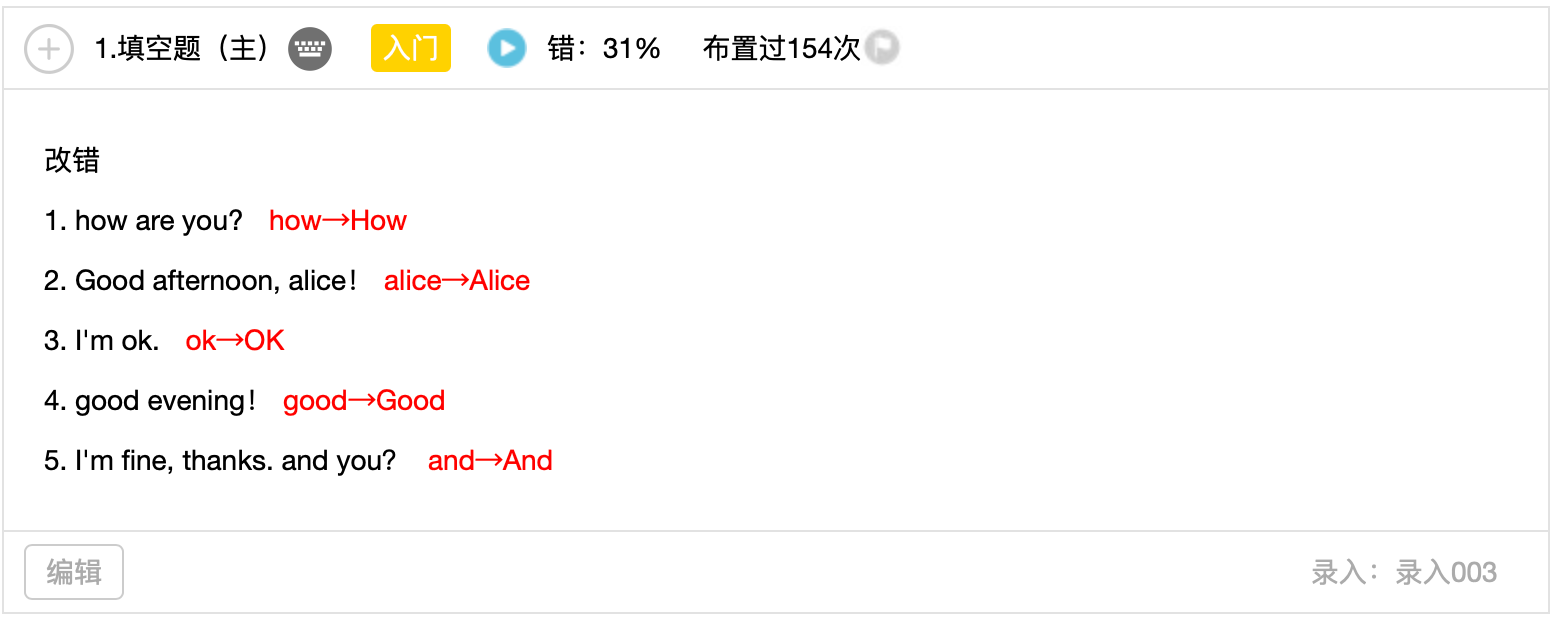 1.填空题（主） 入门 错：31% 布置过154次
改错
1. how are you? how→How
2. Good afternoon, alice！ alice→Alice
3. I'm ok. ok→OK
4. good evening！ good→Good
5. I'm fine, thanks. and you? and→And
编辑 录入：录入003